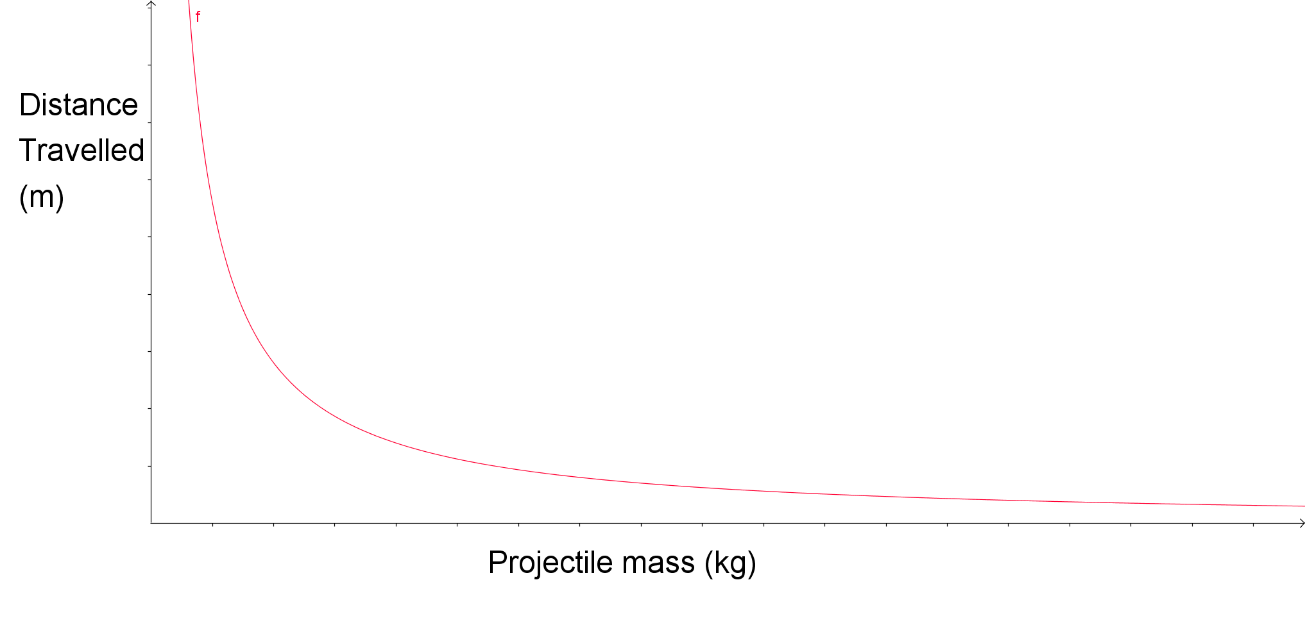 f
Distance
Travelled
(m)
Projectile mass (kg)